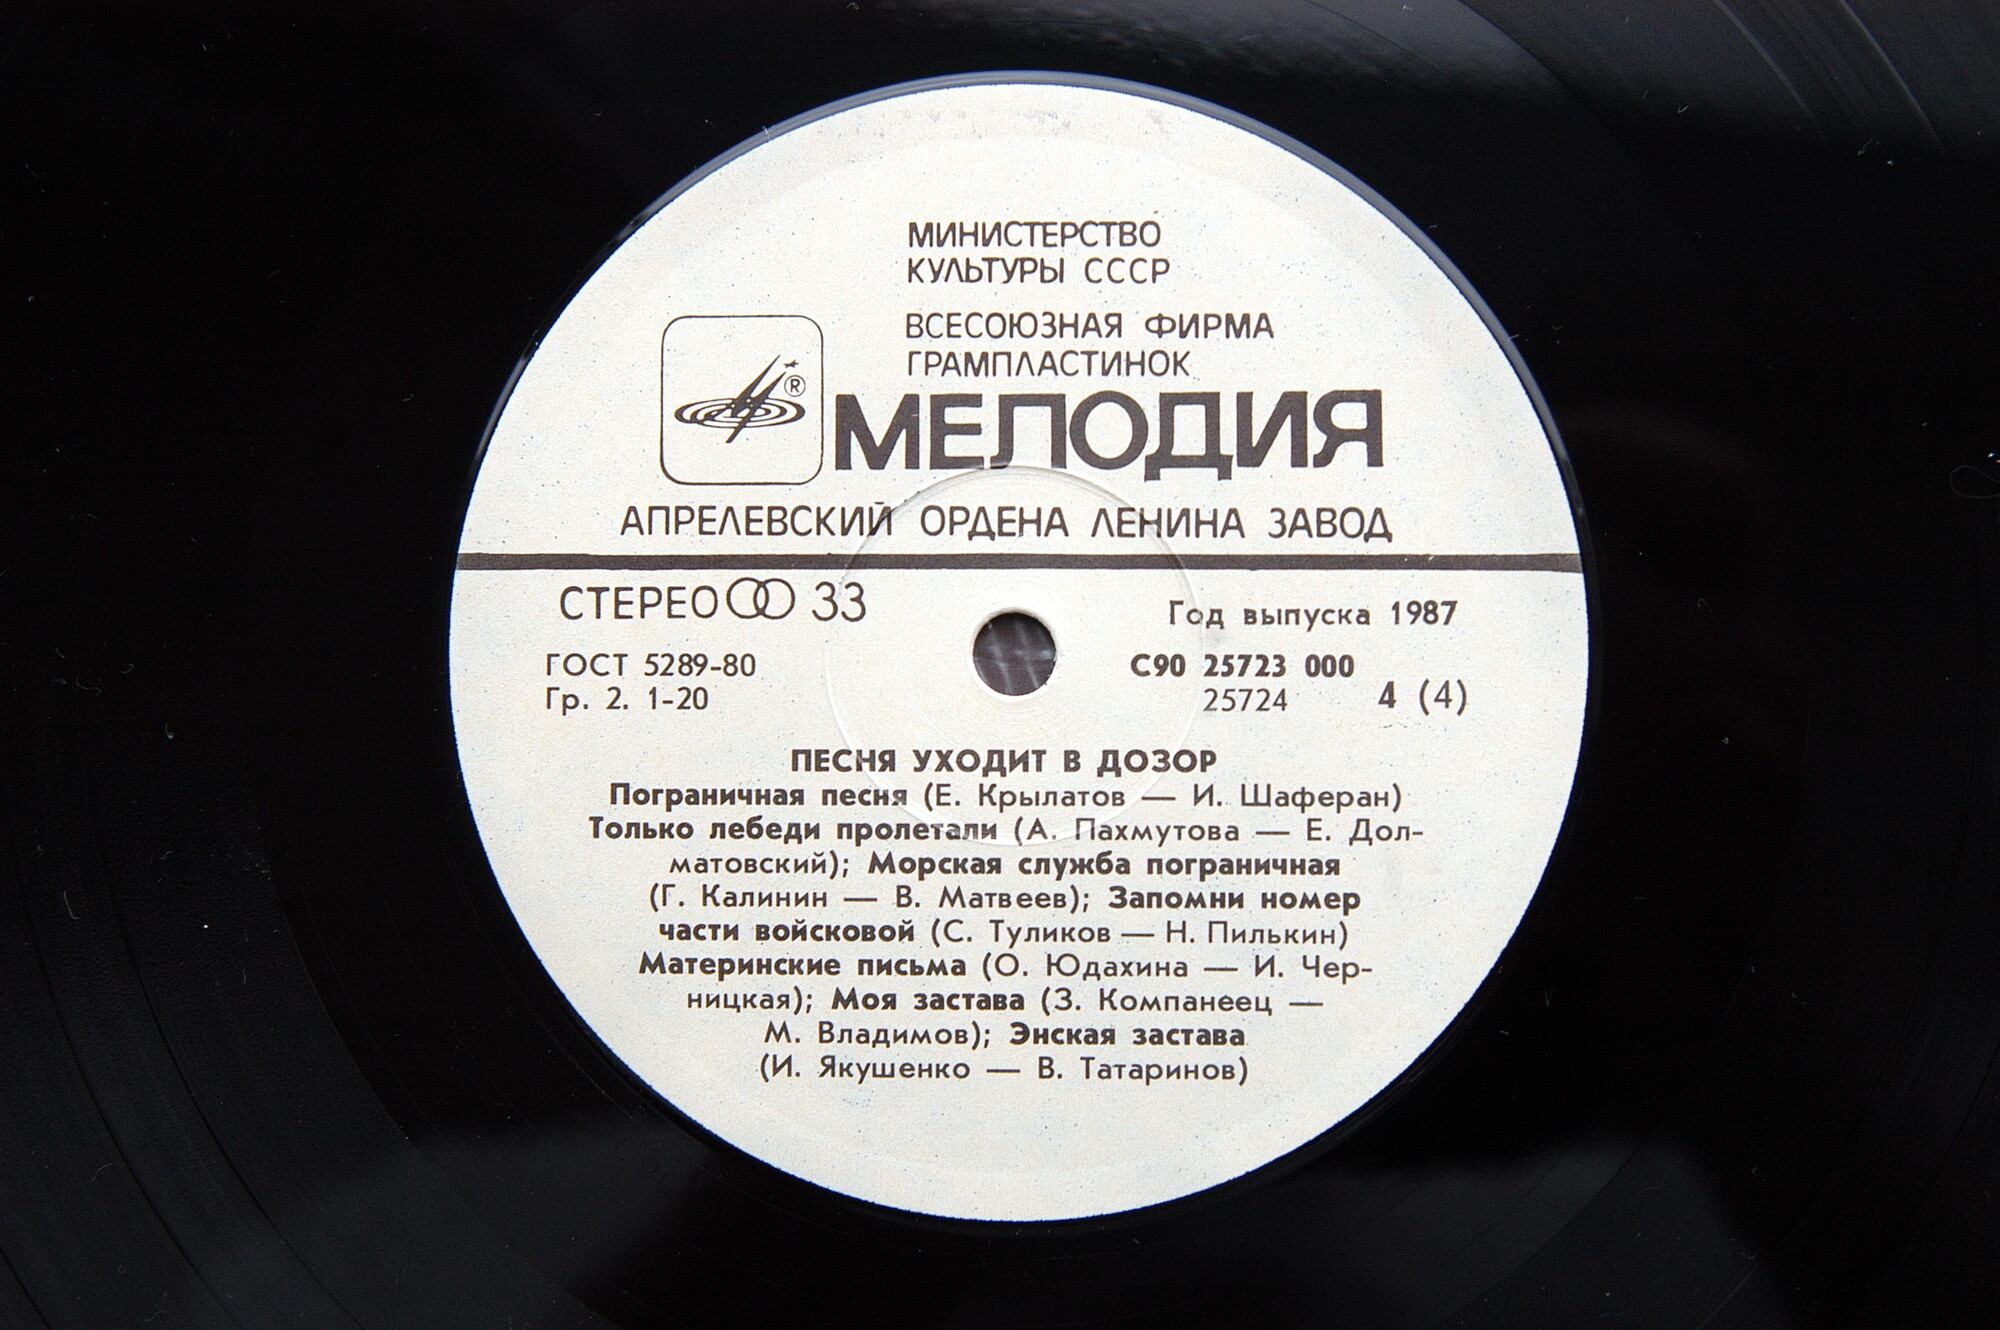 МИНИСТЕРСТВО
КУЛЬТУРЫ СССР
ВСЕСОЮЗНАЯ ФИРМА
ГРАМПЛАСТИНОК
®
МЕЛОДИЯ
АПРЕЛЕВСКИЙ ОРДЕНА ЛЕНИНА ЗАВОД
СТЕРЕО 33
Год выпуска 1987
ГОСТ 5289-80
С90 25723 000
Гр. 2. 1-20
25724 4 (4)
ПЕСНЯ УХОДИТ В ДОЗОР
Пограничная песня (Е. Крылатов — И. Шаферан)
Только лебеди пролетали (А. Пахмутова — Е. Дол-
матовский); Морская служба пограничная
(Г. Калинин — В. Матвеев); Запомни номер
части войсковой (С. Туликов — Н. Пилькин)
Материнские письма (О. Юдахина — И. Чер-
ницкая); Моя застава (З. Компанеец —
М. Владимов); Энская застава
(И. Якушенко — В. Татаринов)